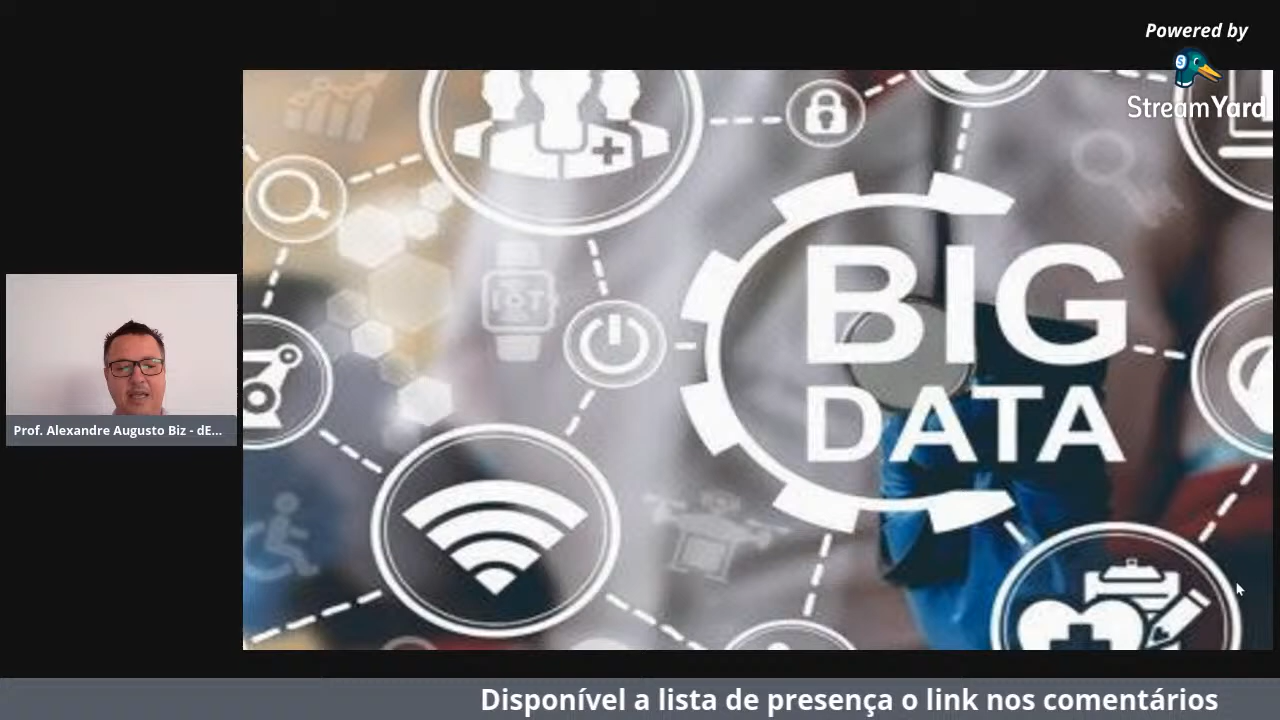 Powered by
StreamYard
IOT
BIG
DATA
Prof. Alexandre Augusto Biz - dE...
Disponível a lista de presença o link nos comentários